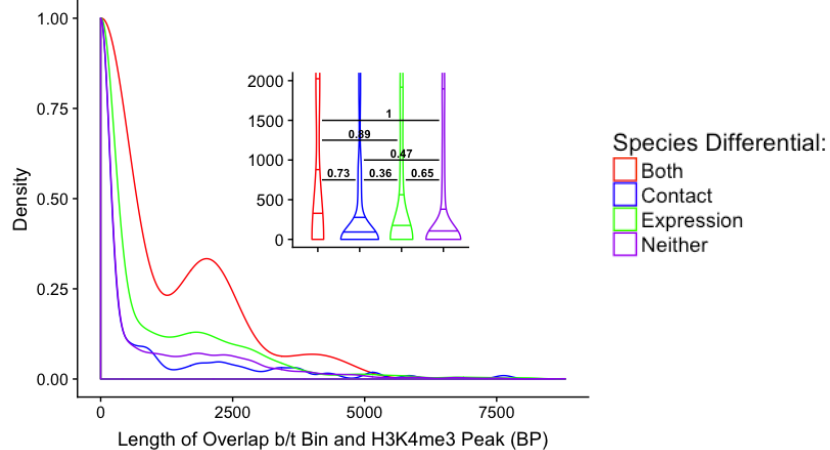 1.00
0.75
0.50
0.25
0.00
Density
0
2500
5000
7500
Length of Overlap b/t Bin and H3K4me3 Peak (BP)
2000
1500
1000
500
0
1
0.89
0.47
0.73
0.36
0.65
Species Differential:
Both
Contact
Expression
Neither